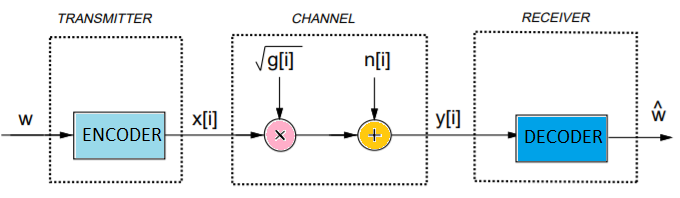 TRANSMITTER
CHANNEL
RECEIVER
√g[i]
n[i]
w
ENCODER
x[i]
×
+
y[i]
DECODER
ŵ